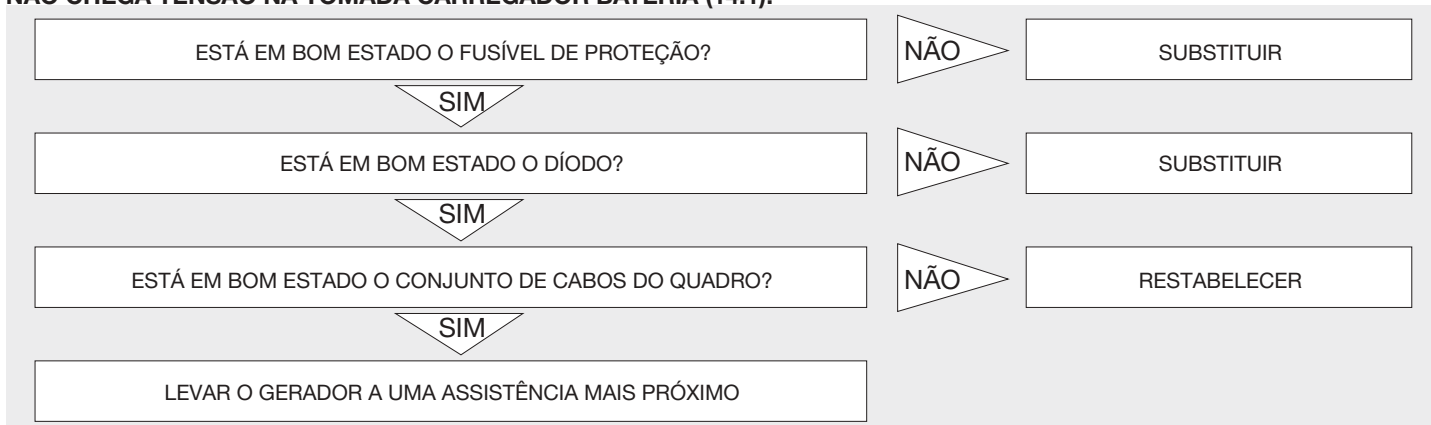 NÃO CHEGA TENSÃO NA TOMADA CARREGADOR BATERIA (14.1).
ESTÁ EM BOM ESTADO O FUSÍVEL DE PROTEÇÃO?
NÃO
SUBSTITUIR
SIM
ESTÁ EM BOM ESTADO O DÍODO?
NÃO
SUBSTITUIR
SIM
ESTÁ EM BOM ESTADO O CONJUNTO DE CABOS DO QUADRO?
NÃO
RESTABELECER
SIM
LEVAR O GERADOR A UMA ASSISTÊNCIA MAIS PRÓXIMO